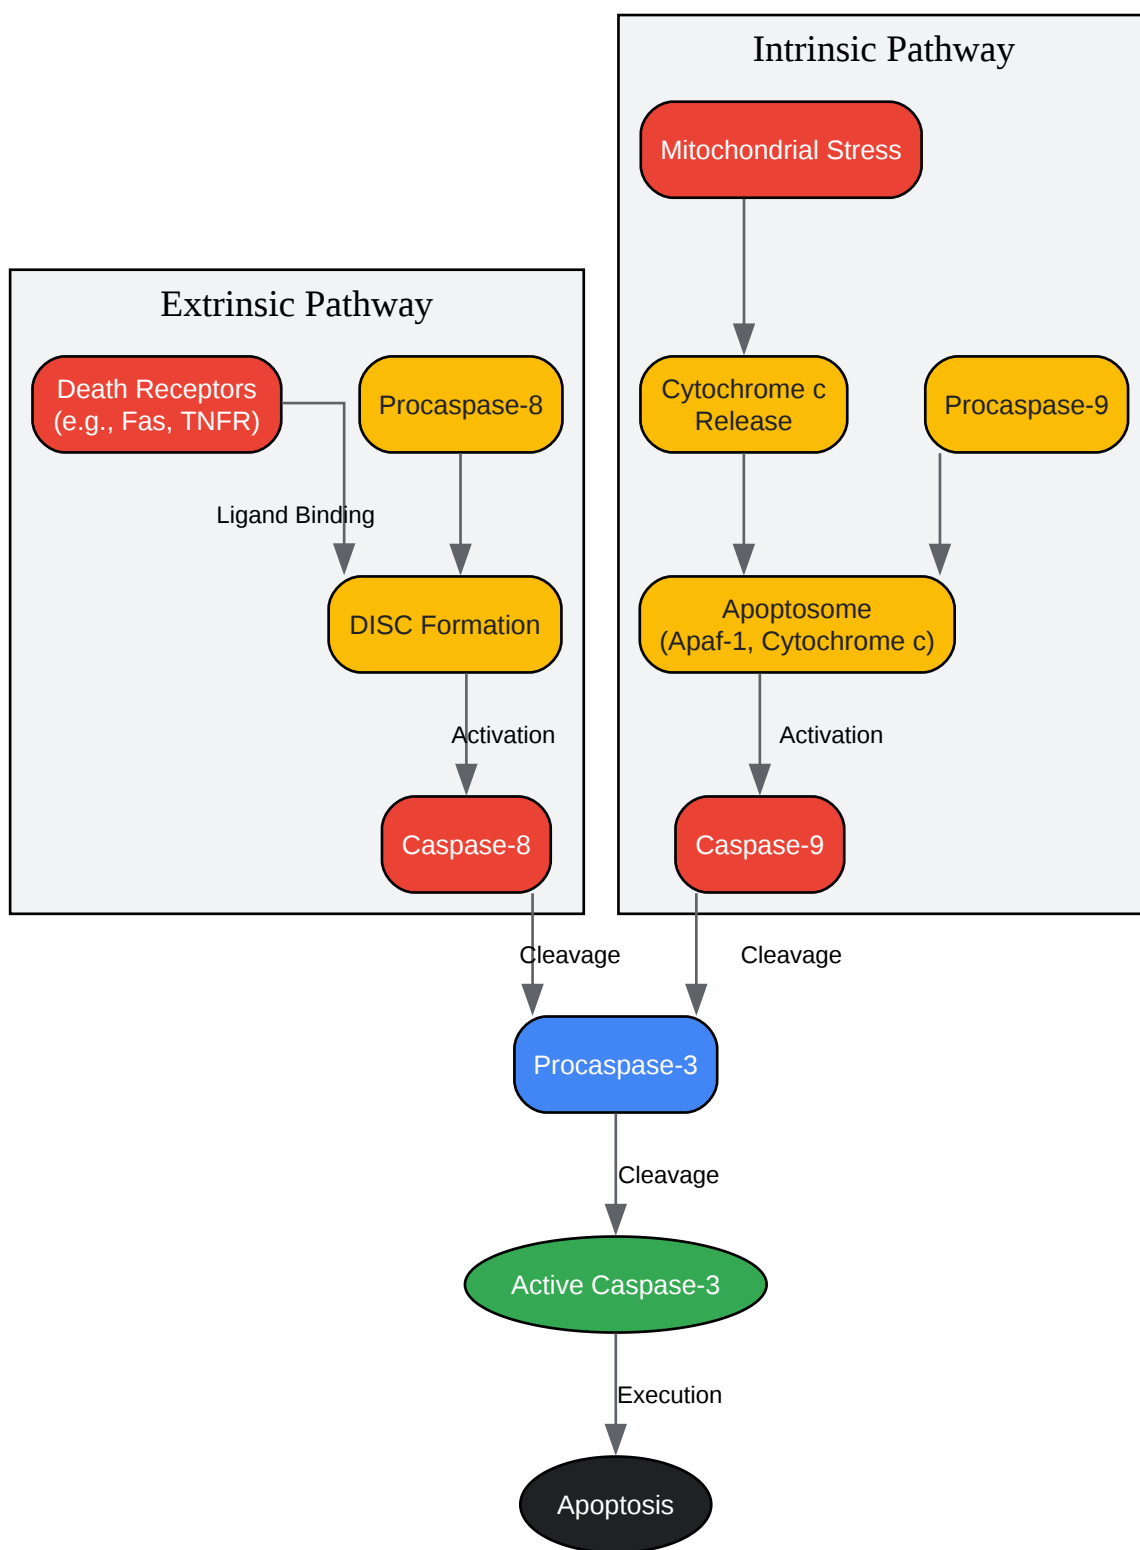 Intrinsic Pathway
Mitochondrial Stress
Extrinsic Pathway
Death Receptors
(e.g., Fas, TNFR)
Procaspase-8
Cytochrome c
Release
Procaspase-9
Ligand Binding
DISC Formation
Apoptosome
(Apaf-1, Cytochrome c)
Activation
Activation
Caspase-8
Caspase-9
Cleavage
Cleavage
Procaspase-3
Cleavage
Active Caspase-3
Execution
Apoptosis